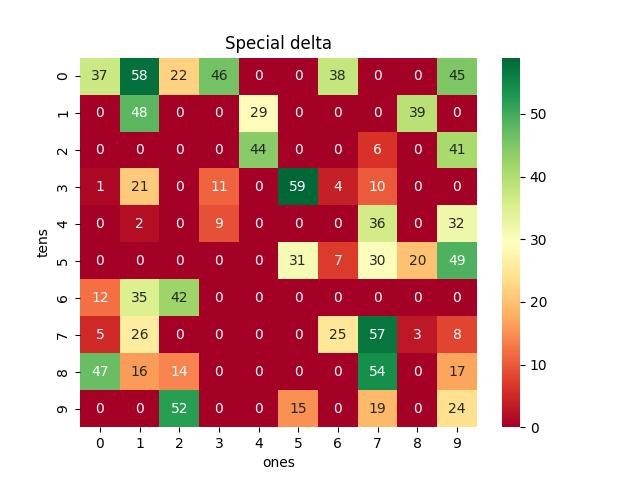 Special delta
0 37 58 22 46 0 0 38 0 0 45
1 0 48 0 0 29 0 0 0 39 0
2 0 0 0 0 44 0 0 6 0 41
3 1 21 0 11 0 59 4 10 0 0
4 0 2 0 9 0 0 0 36 0 32
5 0 0 0 0 0 31 7 30 20 49
6 12 35 42 0 0 0 0 0 0 0
7 5 26 0 0 0 0 25 57 3 8
8 47 16 14 0 0 0 0 54 0 17
9 0 0 52 0 0 15 0 19 0 24
0 1 2 3 4 5 6 7 8 9
tens
ones
50
40
30
20
10
0